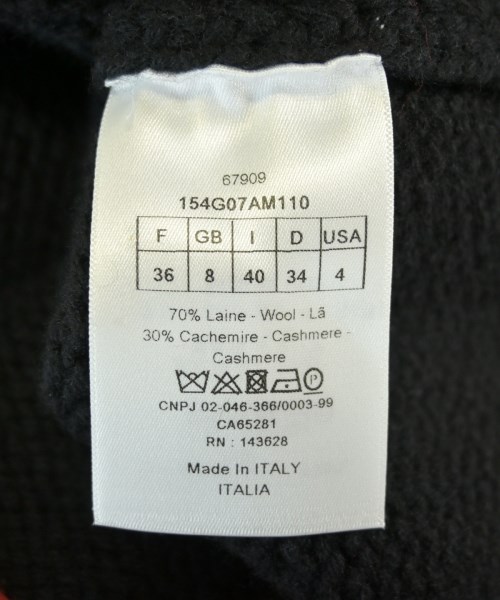 67909
154G07AM110
F GB I D USA
36 8 40 34 4
70% Laine - Wool - Lã
30% Cachemire - Cashmere -
Cashmere
P
CNPJ 02-046-366/0003-99
CA65281
RN : 143628
Made In ITALY
ITALIA